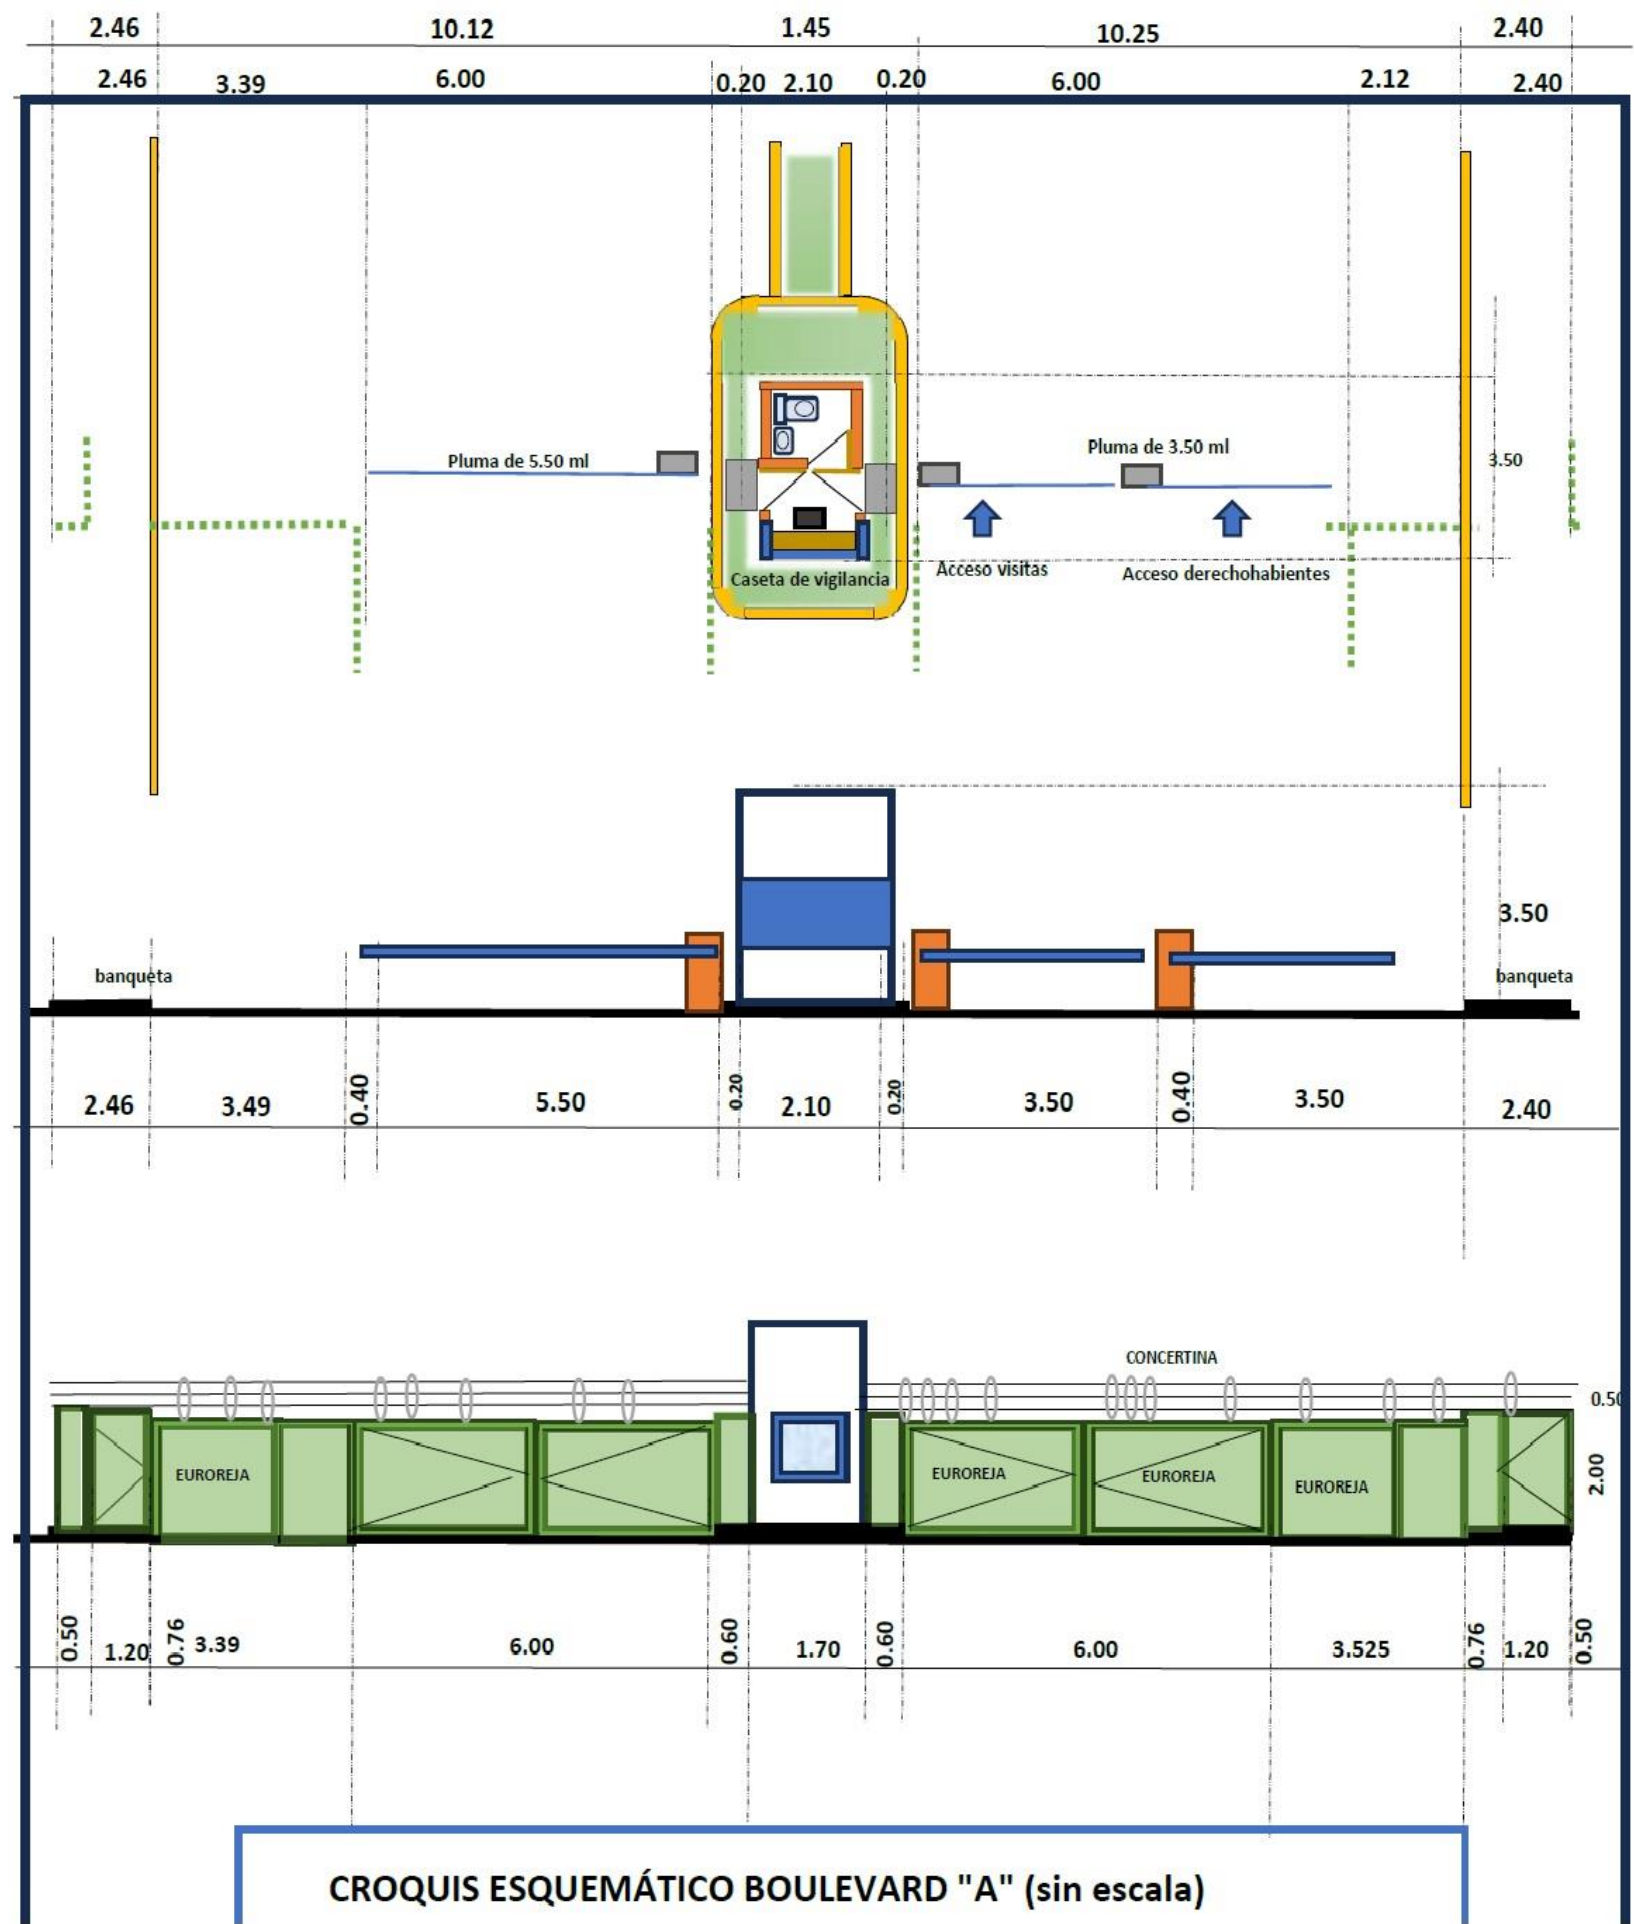 2.46 10.12 1.45 10.25 2.40
2.46 3.39 6.00 0.20 2.10 0.20 6.00 2.12 2.40
Pluma de 5.50 ml
Pluma de 3.50 ml
3.50
Caseta de vigilancia
Acceso visitas
Acceso derechohabientes
3.50
banqueta
banqueta
2.46 3.49 0.40 5.50 0.20 2.10 0.20 3.50 0.40 3.50 2.40
CONCERTINA
0.50
EUROREJA
EUROREJA
EUROREJA
EUROREJA
2.00
0.50 1.20 0.76 3.39 6.00 0.60 1.70 0.60 6.00 3.525 0.76 1.20 0.50
CROQUIS ESQUEMÁTICO BOULEVARD "A" (sin escala)